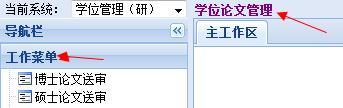 当前系统: 学位管理（研） 学位论文管理
导航栏 主工作区
工作菜单
博士论文送审
硕士论文送审